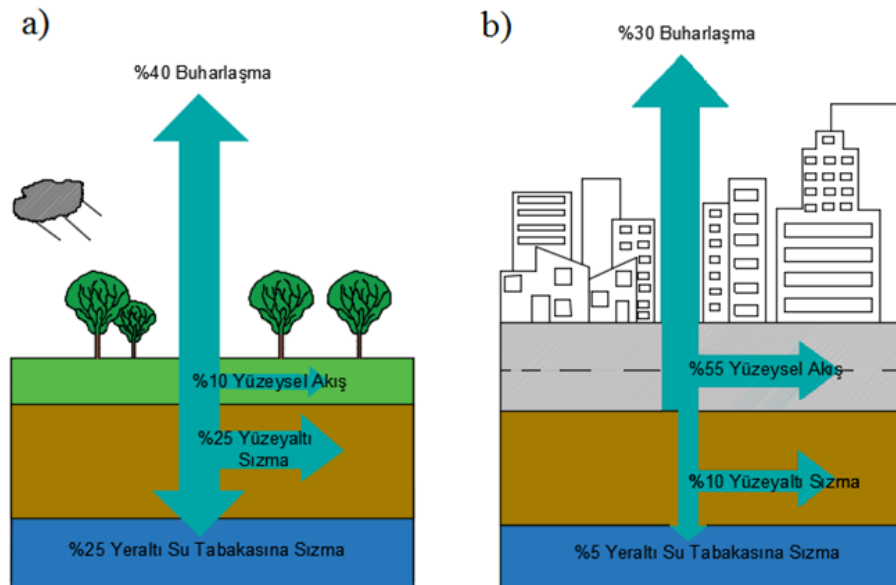 a)
%40 Buharlaşma
%10 Yüzeysel Akış
%25 Yüzeyaltı
Sızma
%25 Yeraltı Su Tabakasına Sızma
b)
%30 Buharlaşma
%55 Yüzeysel Akış
%10 Yüzeyaltı Sızma
%5 Yeraltı Su Tabakasına Sızma